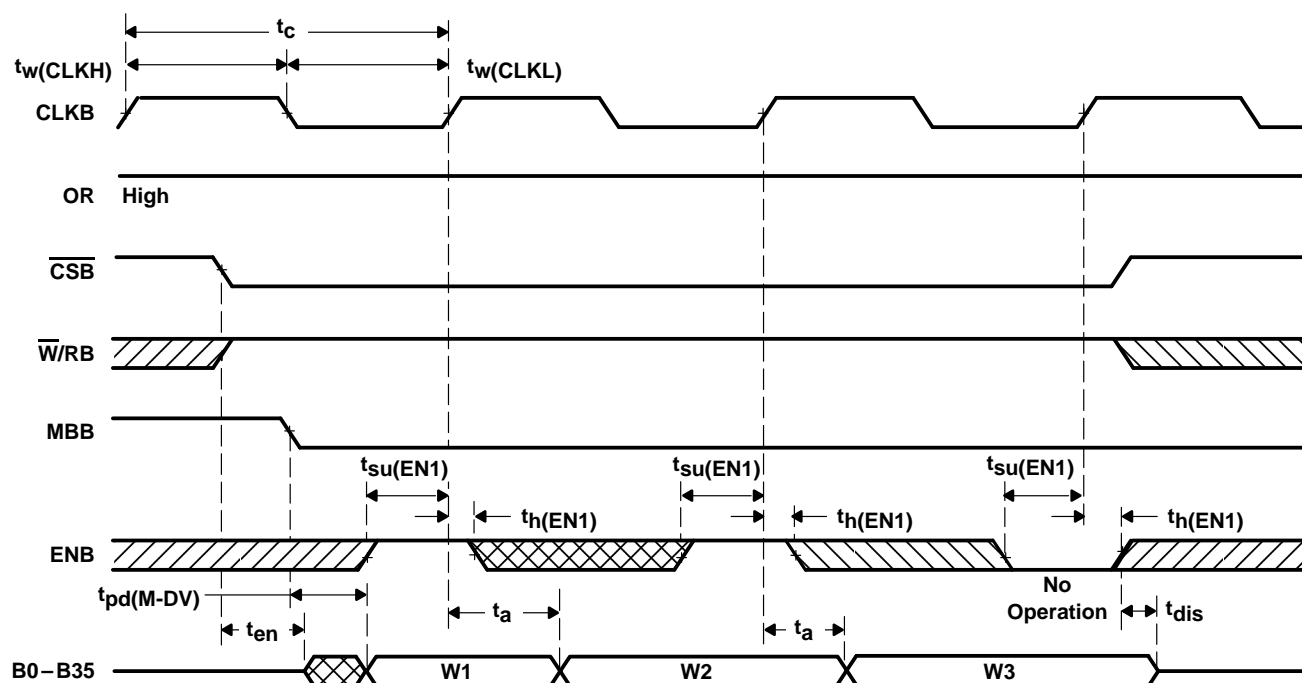 tc
tw(CLKH)
tw(CLKL)
CLKB
OR High
CSB
W/RB
MBB
tsu(EN1) tsu(EN1) tsu(EN1)
th(EN1) th(EN1) th(EN1)
ENB
No
Operation
tpd(M-DV)
ta
ta
tdis
ten
B0–B35 W1 W2 W3